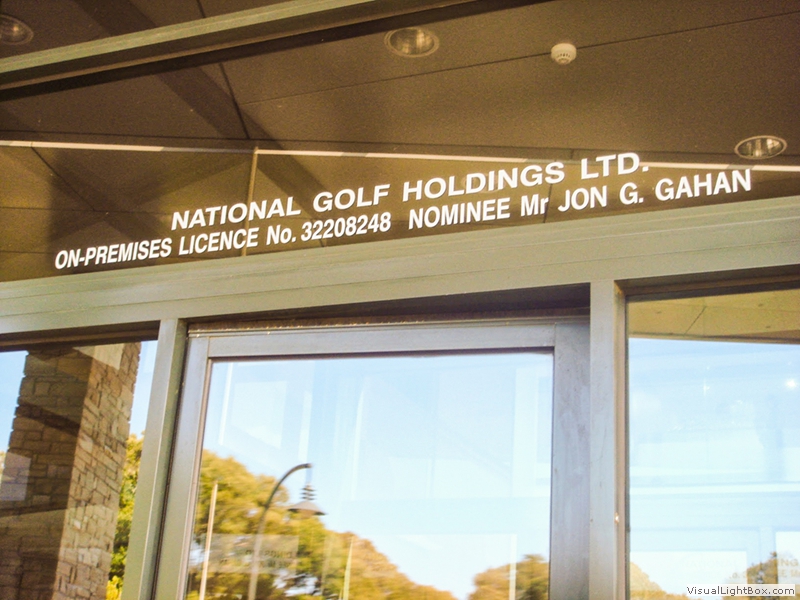 NATIONAL GOLF HOLDINGS LTD.
ON-PREMISES LICENCE No. 32208248 NOMINEE Mr JON G. GAHAN
VisualLightBox.com